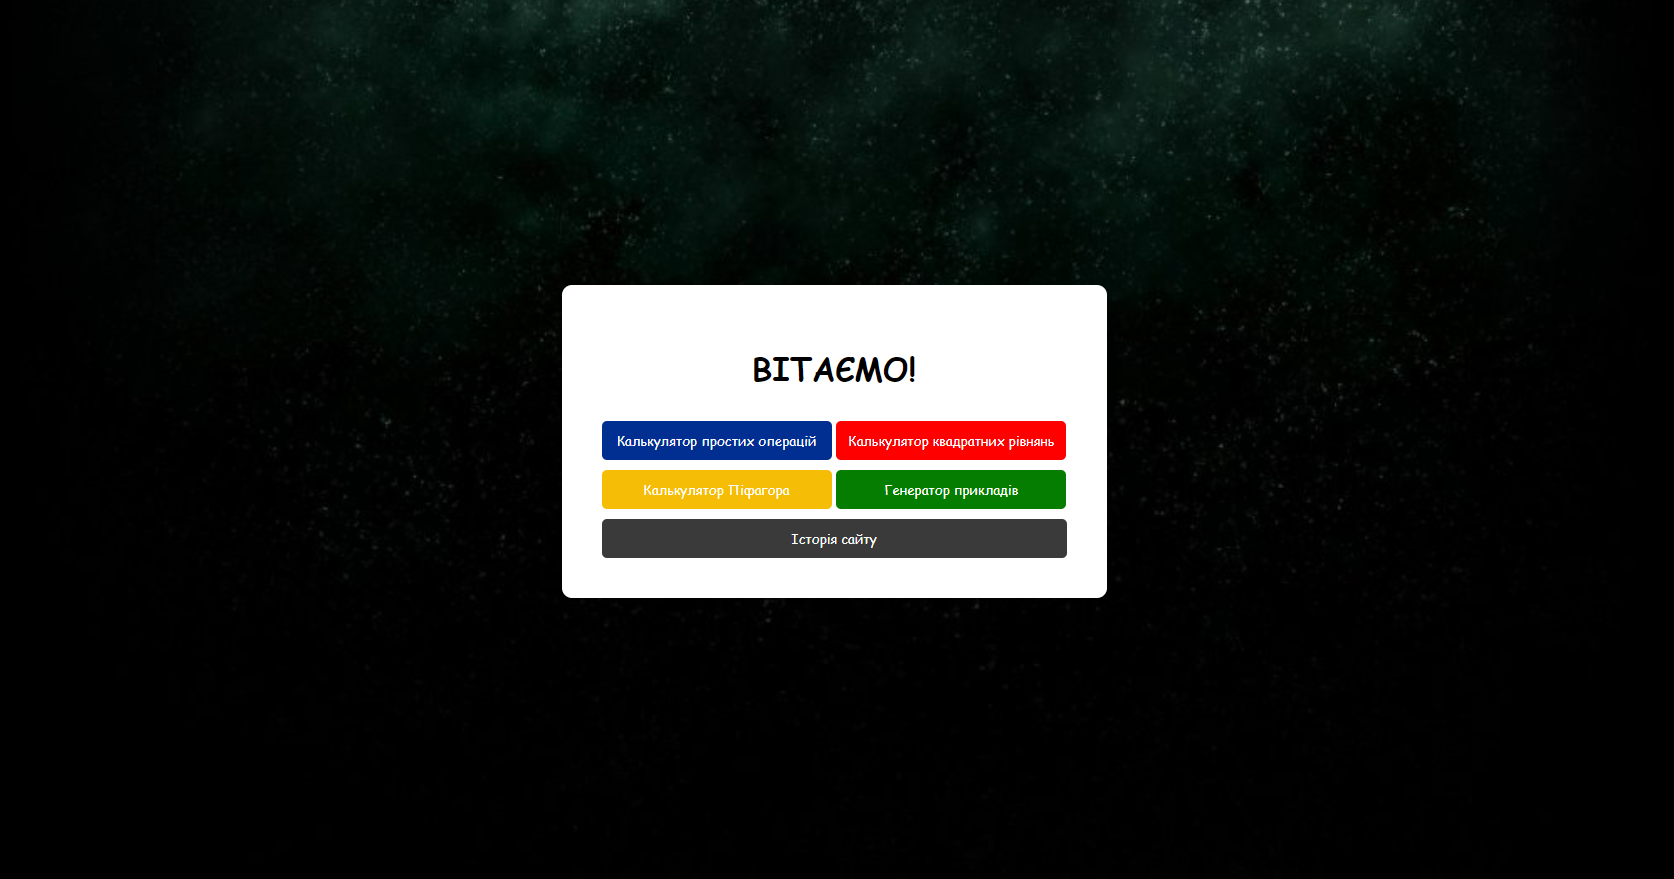 ВІТАЄМО!
Калькулятор простих операцій
Калькулятор квадратних рівнянь
Калькулятор Піфагора
Генератор прикладів
Історія сайту